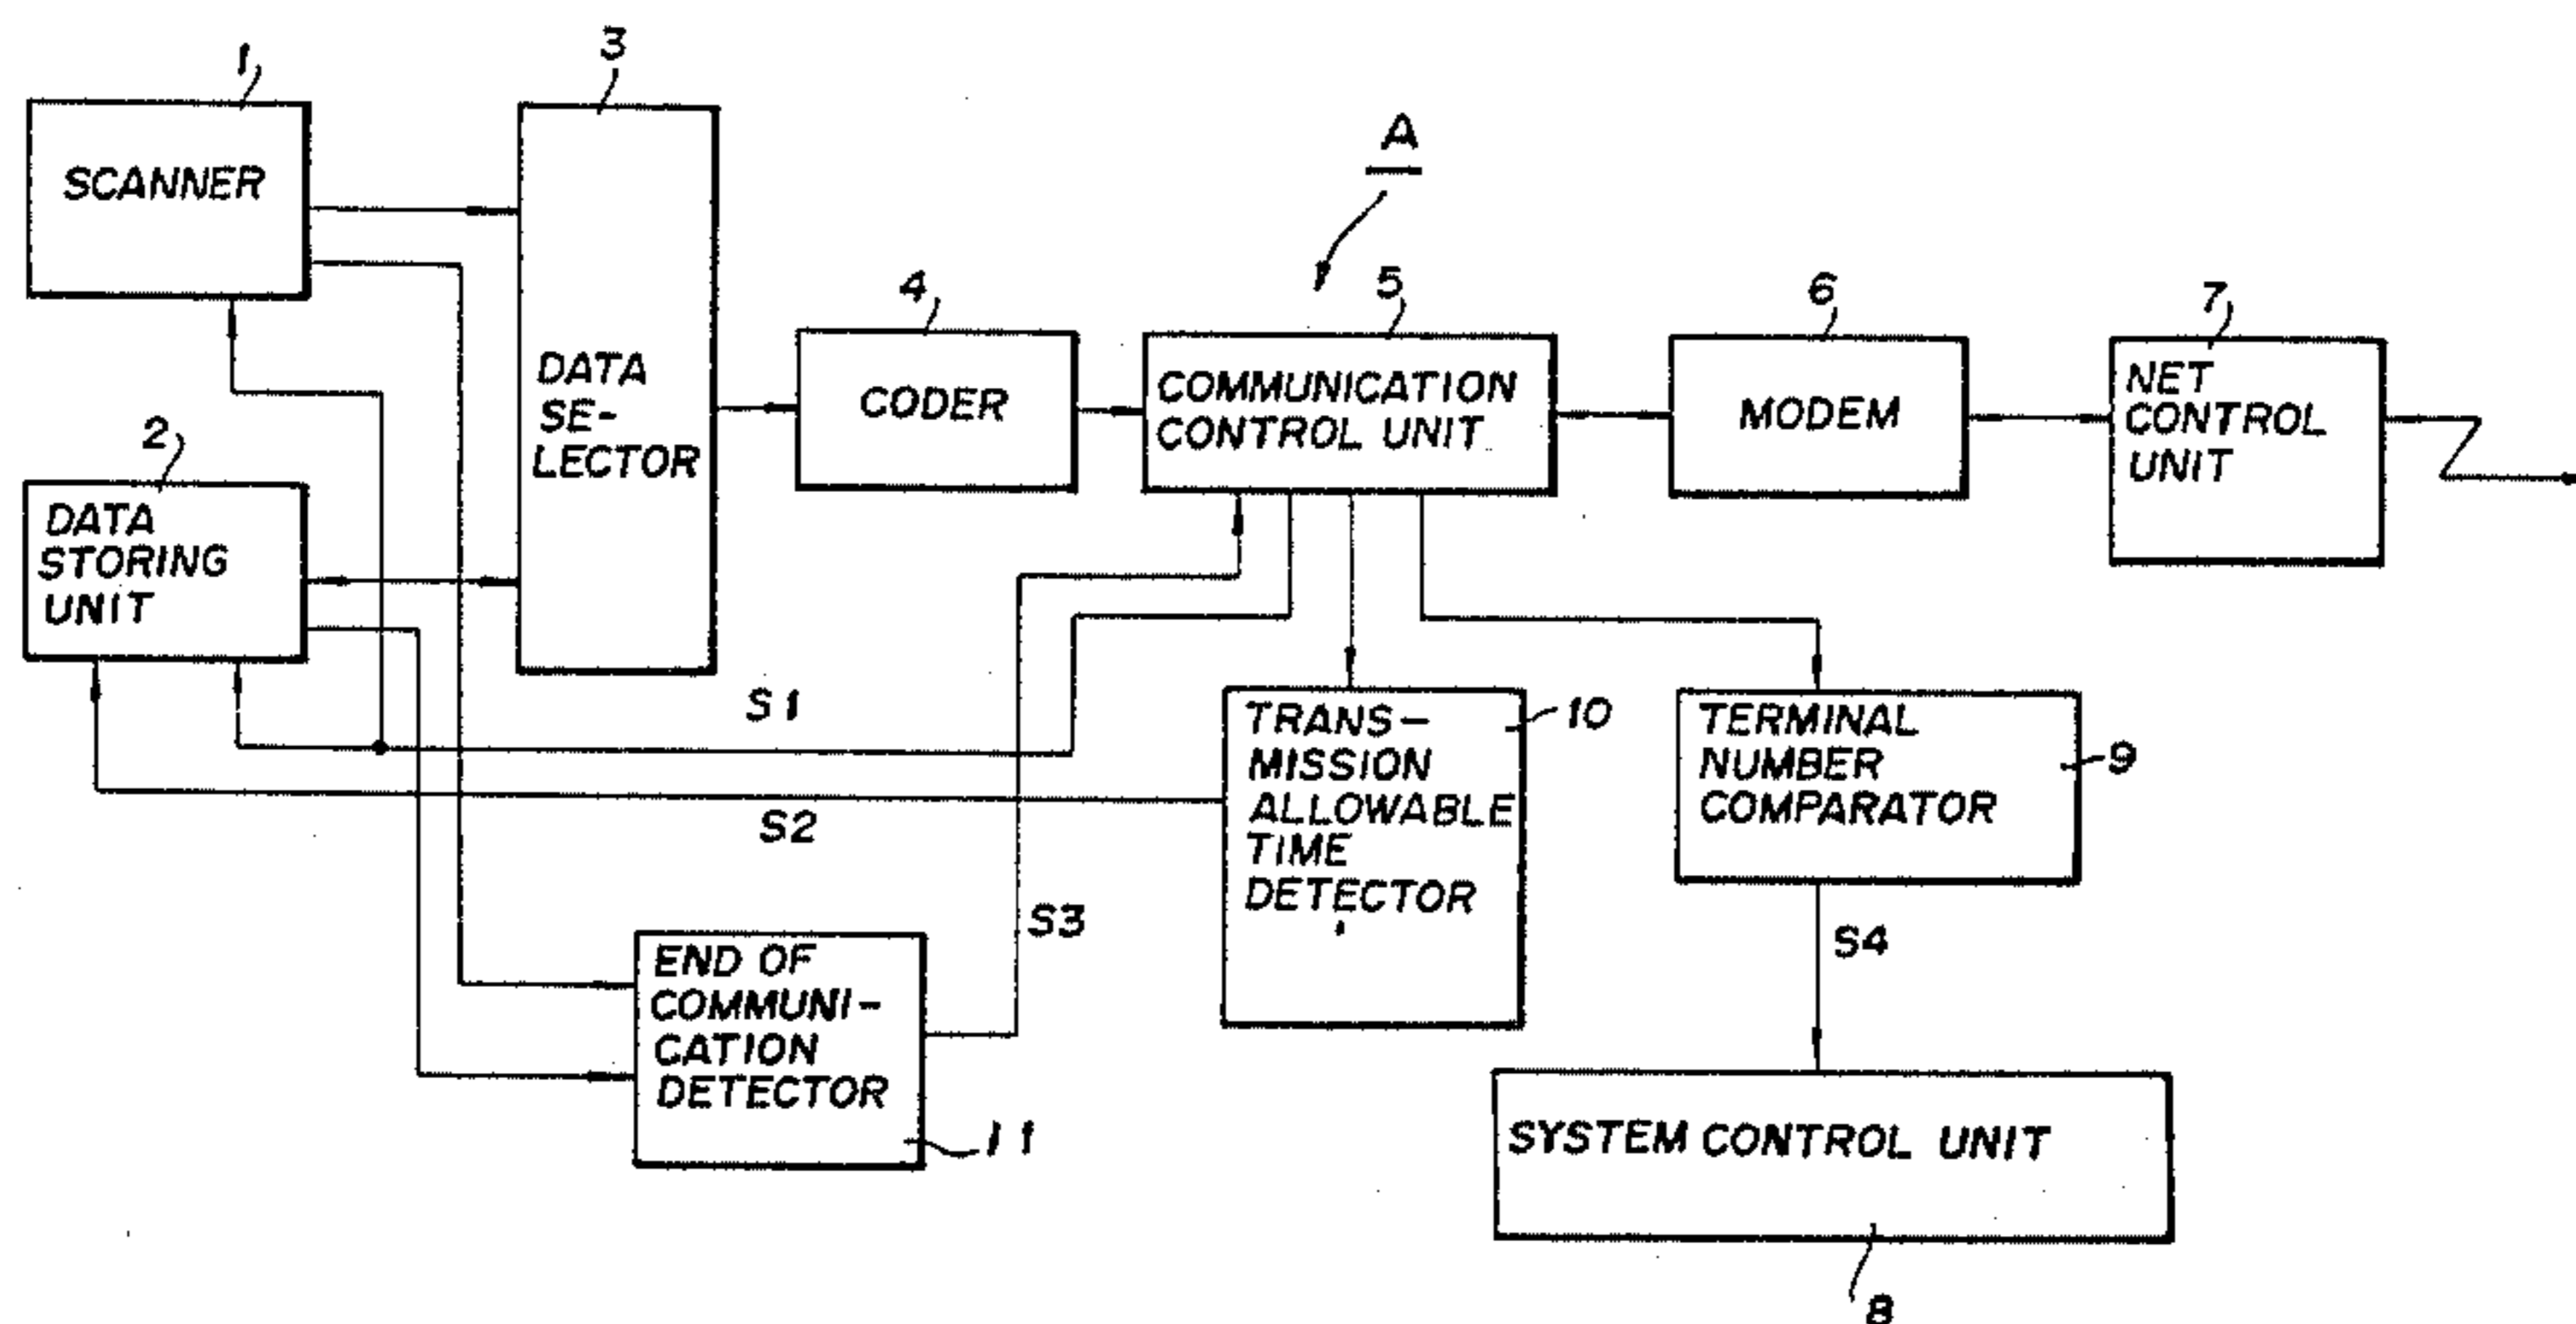 1
SCANNER
2
DATA
STORING
UNIT
3
DATA
SE-
LECTOR
4
CODER
A
5
COMMUNICATION
CONTROL UNIT
6
MODEM
7
NET
CONTROL
UNIT
S1
S2
S3
TRANS-
MISSION
ALLOWABLE
TIME
DETECTOR
10
TERMINAL
NUMBER
COMPARATOR
9
S4
END OF
COMMUNI-
CATION
DETECTOR
11
SYSTEM CONTROL UNIT
8